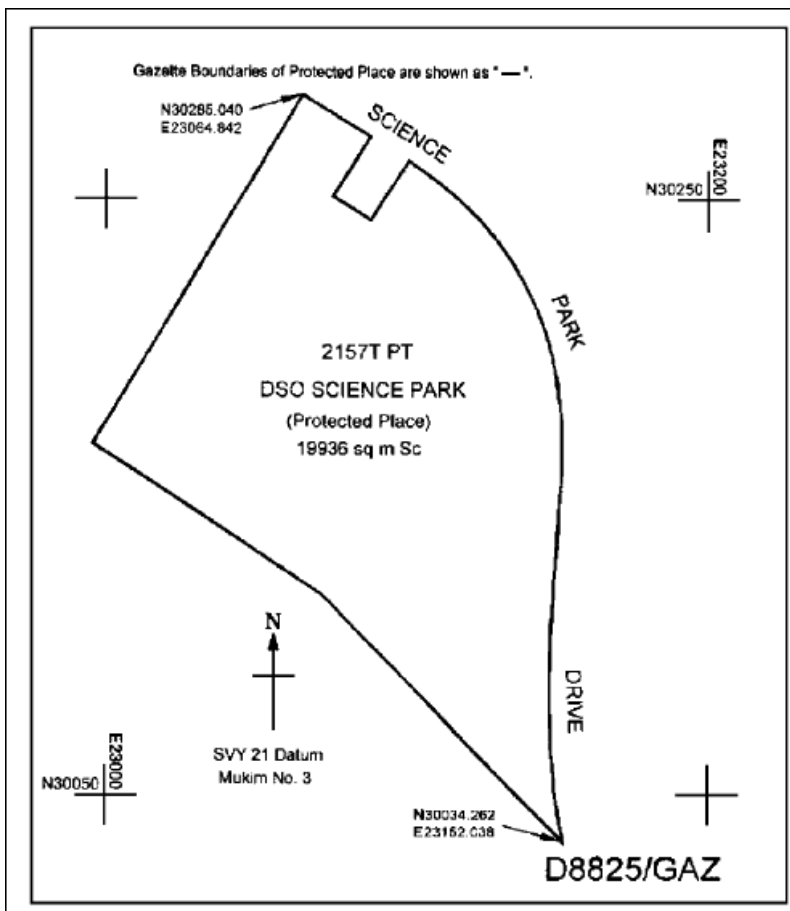 Gazette Boundaries of Protected Place are shown as " — ".
N30285.040
E23064.842
SCIENCE
N30250
E23200
PARK
2157T PT
DSO SCIENCE PARK
(Protected Place)
19936 sq m Sc
N
DRIVE
SVY 21 Datum
Mukim No. 3
N30050
E23000
N30034.262
E23152.038
D8825/GAZ